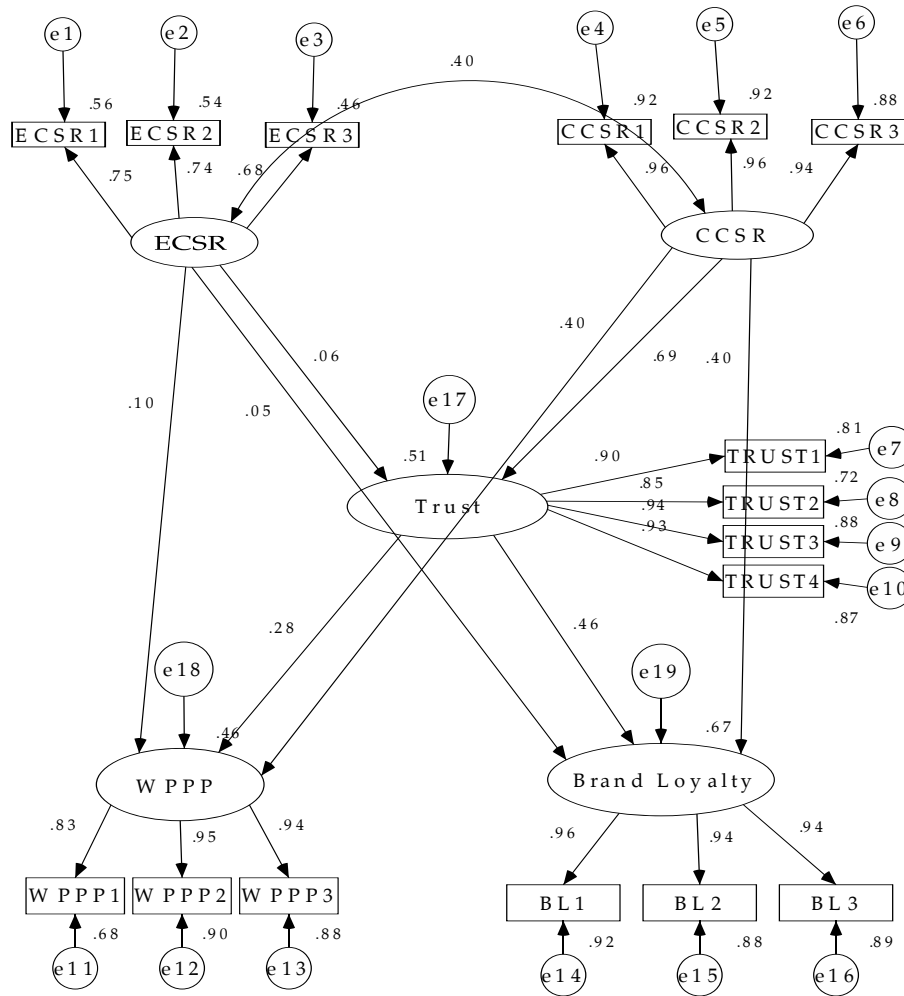 e1 e2 e3 e4 e5 e6
.56 .54 .46 .40 .92 .92 .88
ECSR1 ECSR2 ECSR3 CCSR1 CCSR2 CCSR3
.75 .74 .68 .96 .96 .94
ECSR CCSR
.10 .05 .06 .40 .69 .40
e17
.51
Trust
.90 .85 .94 .93
.81
TRUST1 e7
.72
TRUST2 e8
.88
TRUST3 e9
TRUST4 e10
.87
.28 .46
e18 e19
.46 .67
WPPP Brand Loyalty
.83 .95 .94 .96 .94 .94
WPPP1 WPPP2 WPPP3 BL1 BL2 BL3
.68 .90 .88 .92 .88 .89
e11 e12 e13 e14 e15 e16